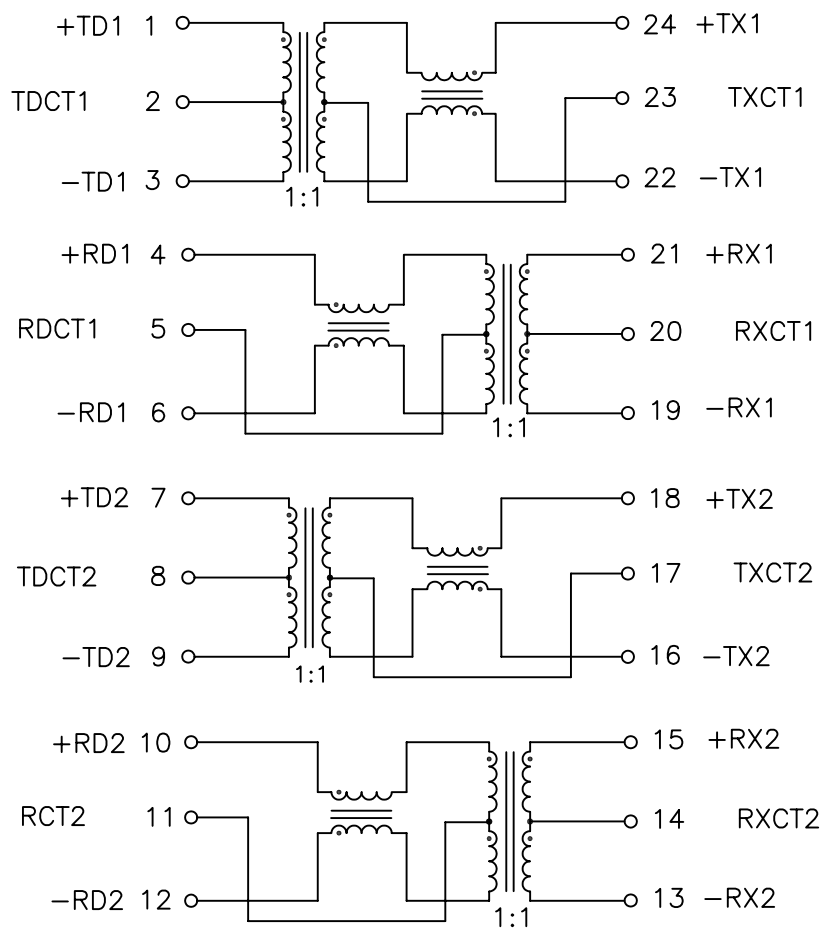 +TD1 1 24 +TX1
TDCT1 2 23 TXCT1
−TD1 3 22 −TX1
1:1
+RD1 4 21 +RX1
RDCT1 5 20 RXCT1
−RD1 6 19 −RX1
1:1
+TD2 7 18 +TX2
TDCT2 8 17 TXCT2
−TD2 9 16 −TX2
1:1
+RD2 10 15 +RX2
RCT2 11 14 RXCT2
−RD2 12 13 −RX2
1:1